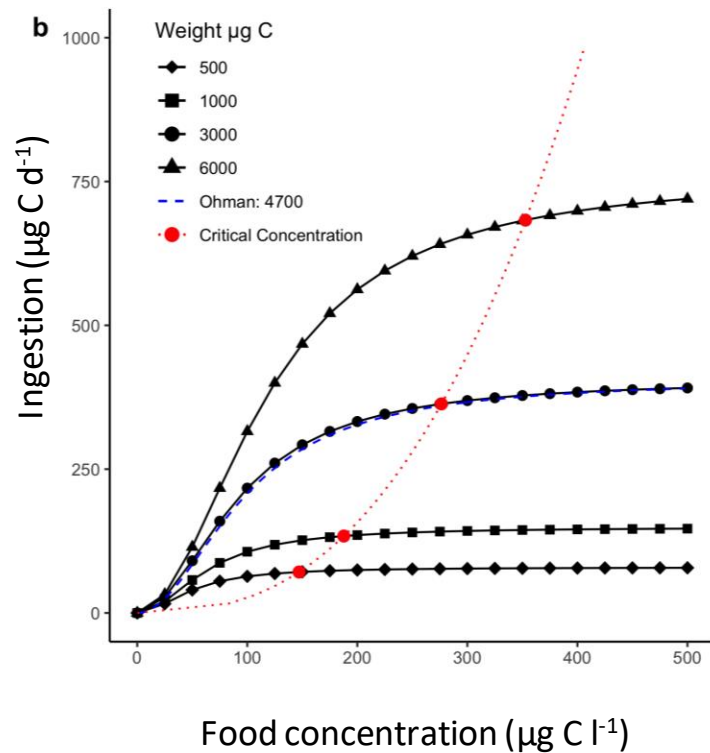 b
Weight µg C
500
1000
3000
6000
Ohman: 4700
Critical Concentration
1000
750
500
250
0
Ingestion (µg C d⁻¹)
0 100 200 300 400 500
Food concentration (µg C l⁻¹)